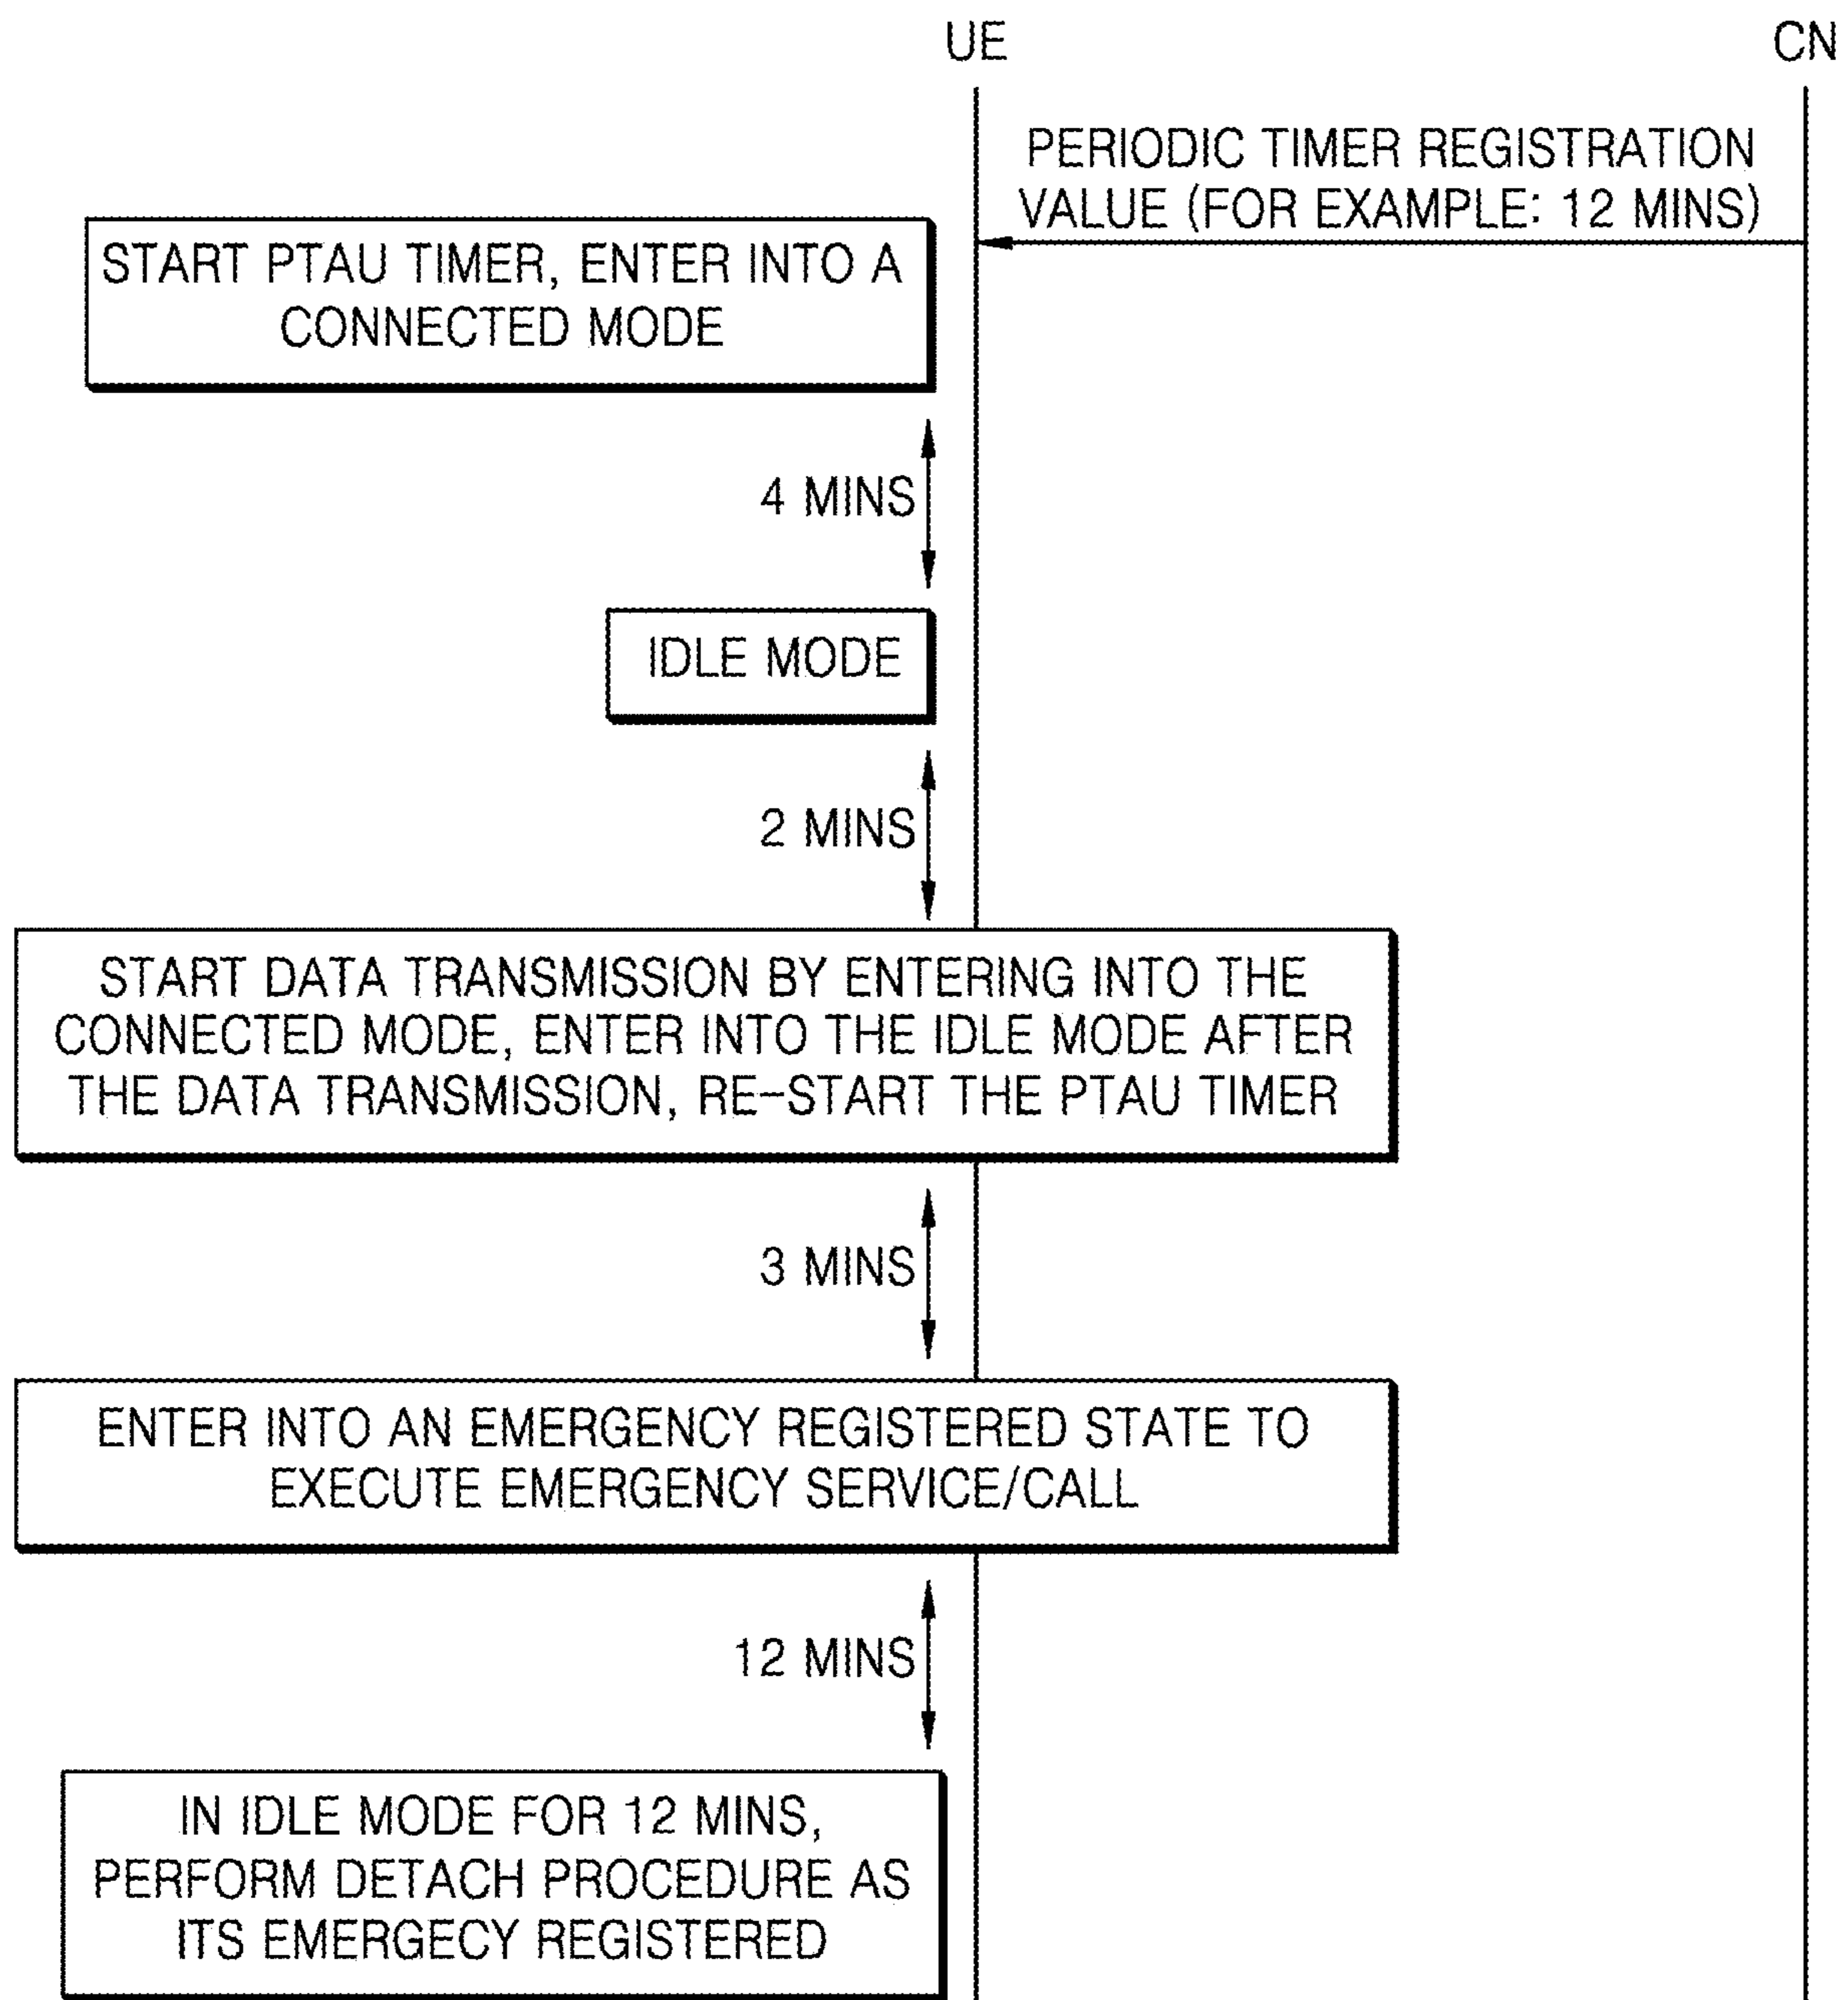 UE
CN
PERIODIC TIMER REGISTRATION
VALUE (FOR EXAMPLE: 12 MINS)
START PTAU TIMER, ENTER INTO A
CONNECTED MODE
4 MINS
IDLE MODE
2 MINS
START DATA TRANSMISSION BY ENTERING INTO THE
CONNECTED MODE, ENTER INTO THE IDLE MODE AFTER
THE DATA TRANSMISSION, RE-START THE PTAU TIMER
3 MINS
ENTER INTO AN EMERGENCY REGISTERED STATE TO
EXECUTE EMERGENCY SERVICE/CALL
12 MINS
IN IDLE MODE FOR 12 MINS,
PERFORM DETACH PROCEDURE AS
ITS EMERGECY REGISTERED